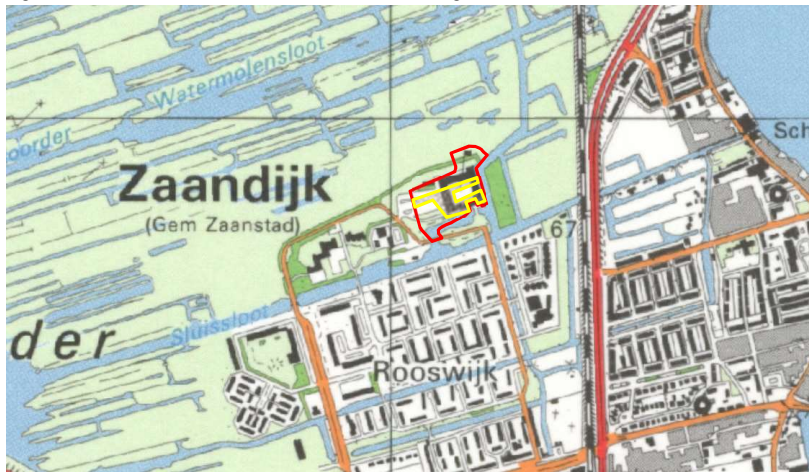 Watermolensloot
oorder
Sch
Zaandijk
(Gem Zaanstad)
67
Sluissloot
der
Rooswijk